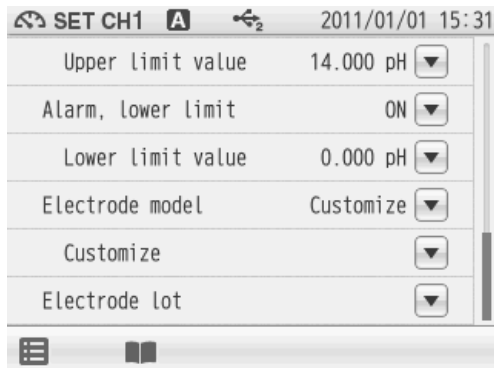 SET CH1 A 2 2011/01/01 15:31
Upper limit value 14.000 pH
Alarm, lower limit ON
Lower limit value 0.000 pH
Electrode model Customize
Customize
Electrode lot